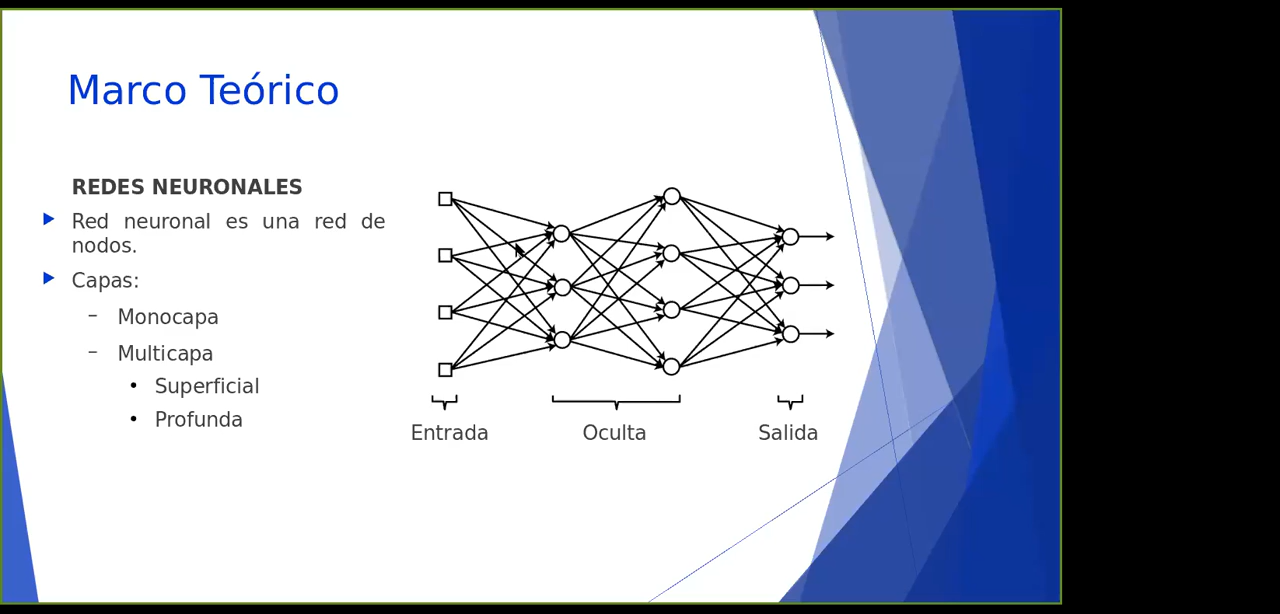 Marco Teórico
REDES NEURONALES
Red neuronal es una red de
nodos.
Capas:
– Monocapa
– Multicapa
• Superficial
• Profunda
Entrada
Oculta
Salida